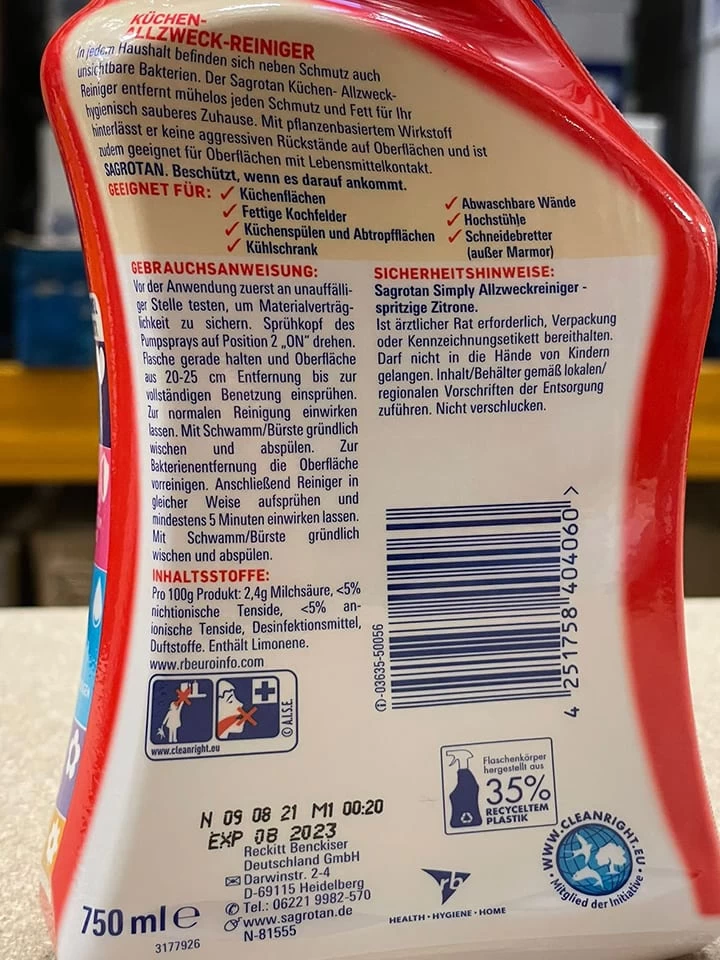 KÜCHEN-
ALLZWECK-REINIGER
In jedem Haushalt befinden sich neben Schmutz auch
unsichtbare Bakterien. Der Sagrotan Küchen- Allzweck-
Reiniger entfernt mühelos jeden Schmutz und Fett für Ihr
hygienisch sauberes Zuhause. Mit pflanzenbasiertem Wirkstoff
hinterlässt er keine aggressiven Rückstände auf Oberflächen und ist
zudem geeignet für Oberflächen mit Lebensmittelkontakt.
SAGROTAN. Beschützt, wenn es darauf ankommt.
GEEIGNET FÜR:
✓ Küchenflächen
✓ Fettige Kochfelder
✓ Küchenspülen und Abtropfflächen
✓ Kühlschrank
✓ Abwaschbare Wände
✓ Hochstühle
✓ Schneidebretter
(außer Marmor)
GEBRAUCHSANWEISUNG:
Vor der Anwendung zuerst an unauffälli-
ger Stelle testen, um Materialverträg-
lichkeit zu sichern. Sprühkopf des
Pumpsprays auf Position 2 „ON" drehen.
Flasche gerade halten und Oberfläche
aus 20-25 cm Entfernung bis zur
vollständigen Benetzung einsprühen.
Zur normalen Reinigung einwirken
lassen. Mit Schwamm/Bürste gründlich
wischen und abspülen. Zur
Bakterienentfernung die Oberfläche
vorreinigen. Anschließend Reiniger in
gleicher Weise aufsprühen und
mindestens 5 Minuten einwirken lassen.
Mit Schwamm/Bürste gründlich
wischen und abspülen.
INHALTSSTOFFE:
Pro 100g Produkt: 2,4g Milchsäure, <5%
nichtionische Tenside, <5% an-
ionische Tenside, Desinfektionsmittel,
Duftstoffe. Enthält Limonene.
www.rbeuroinfo.com
www.cleanright.eu
© A.I.S.E.
SICHERHEITSHINWEISE:
Sagrotan Simply Allzweckreiniger -
spritzige Zitrone.
Ist ärztlicher Rat erforderlich, Verpackung
oder Kennzeichnungsetikett bereithalten.
Darf nicht in die Hände von Kindern
gelangen. Inhalt/Behälter gemäß lokalen/
regionalen Vorschriften der Entsorgung
zuführen. Nicht verschlucken.
-03635-50056
4 251758 404060 >
Flaschenkörper
hergestellt aus
35%
RECYCELTEM
PLASTIK
WWW.CLEANRIGHT.EU
• Mitglied der Initiative •
N 09 08 21 M1 00:20
EXP 08 2023
Reckitt Benckiser
Deutschland GmbH
Darwinstr. 2-4
D-69115 Heidelberg
Tel.: 06221 9982-570
www.sagrotan.de
N-81555
rb
HEALTH • HYGIENE • HOME
750 ml e
3177926